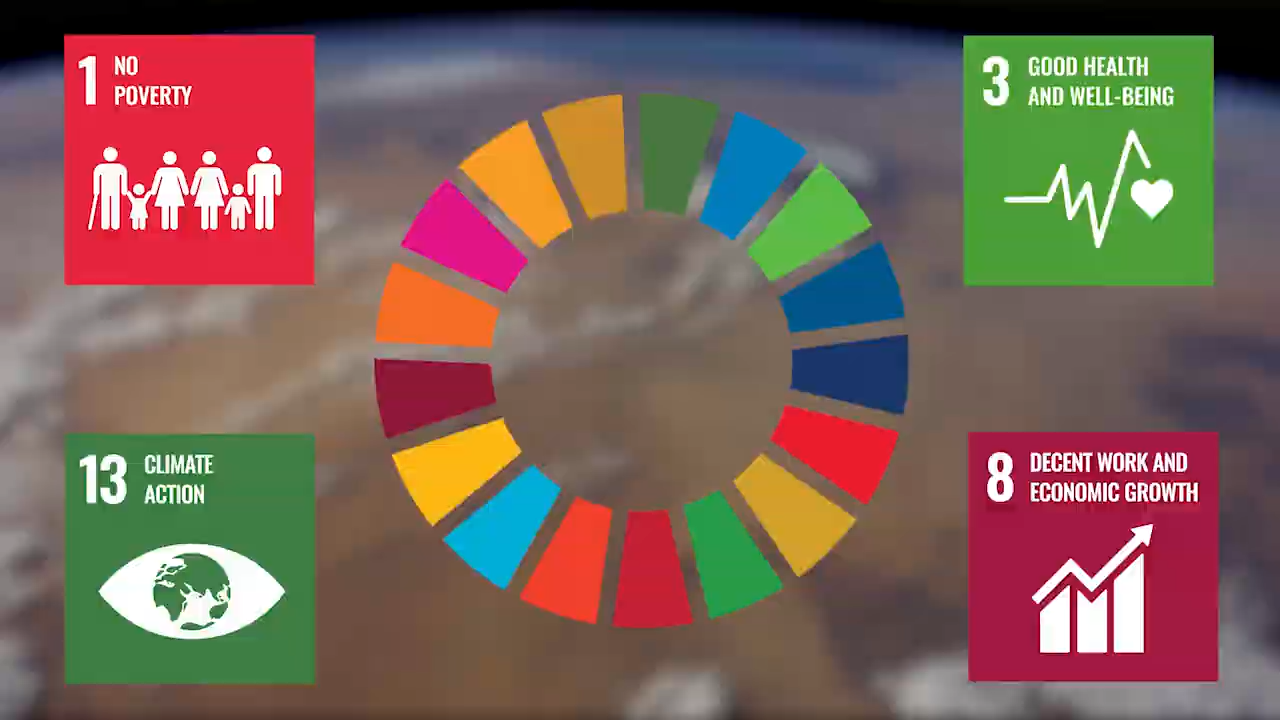 1 NO
POVERTY
3 GOOD HEALTH
AND WELL-BEING
13 CLIMATE
ACTION
8 DECENT WORK AND
ECONOMIC GROWTH